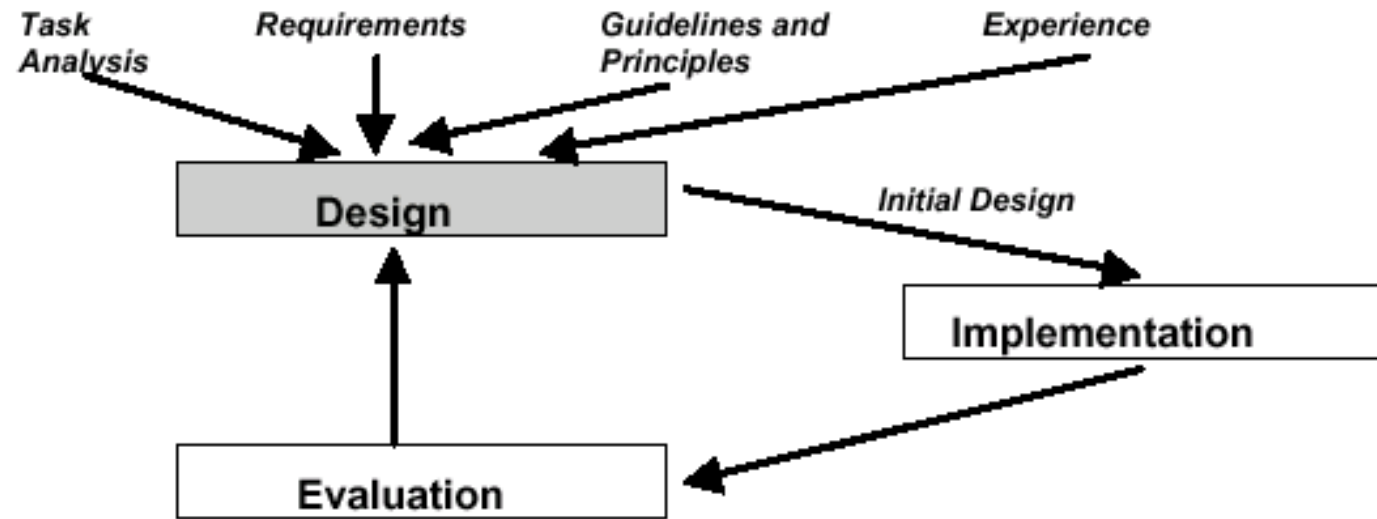 Task
Analysis
Requirements
Guidelines and
Principles
Experience
Design
Initial Design
Implementation
Evaluation